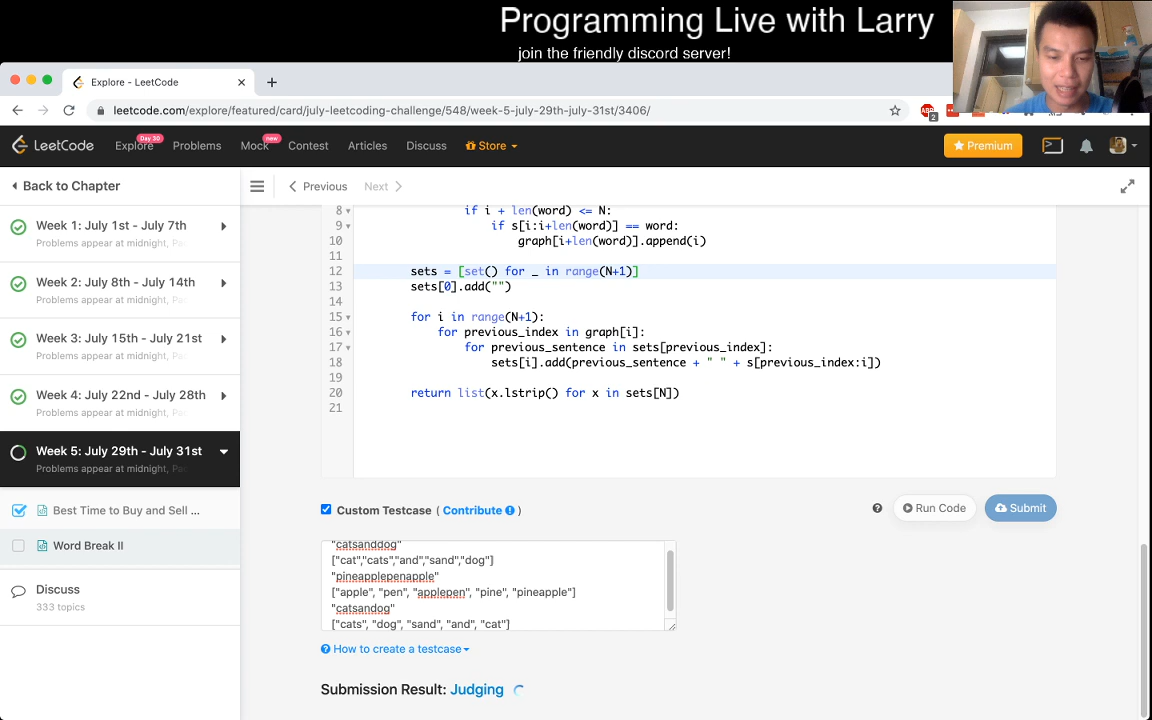 Programming Live with Larry
join the friendly discord server!
Explore - LeetCode
leetcode.com/explore/featured/card/july-leetcoding-challenge/548/week-5-july-29th-july-31st/3406/
ABP
2
LeetCode
Explore
Day 30
Problems
Mock
new
Contest
Articles
Discuss
Store
Premium
Back to Chapter
Previous
Next
Week 1: July 1st - July 7th
Problems appear at midnight, Pa
Week 2: July 8th - July 14th
Problems appear at midnight, Pa
Week 3: July 15th - July 21st
Problems appear at midnight, Pa
Week 4: July 22nd - July 28th
Problems appear at midnight, Pa
Week 5: July 29th - July 31st
Problems appear at midnight, Pa
Best Time to Buy and Sell ...
Word Break II
Discuss
333 topics
8 if i + len(word) <= N:
9 if s[i:i+len(word)] == word:
10 graph[i+len(word)].append(i)
11
12 sets = [set() for _ in range(N+1)]
13 sets[0].add("")
14
15 for i in range(N+1):
16 for previous_index in graph[i]:
17 for previous_sentence in sets[previous_index]:
18 sets[i].add(previous_sentence + " " + s[previous_index:i])
19
20 return list(x.lstrip() for x in sets[N])
21
Custom Testcase ( Contribute )
Run Code
Submit
"catsanddog"
["cat","cats","and","sand","dog"]
"pineapplepenapple"
["apple", "pen", "applepen", "pine", "pineapple"]
"catsandog"
["cats", "dog", "sand", "and", "cat"]
How to create a testcase
Submission Result: Judging